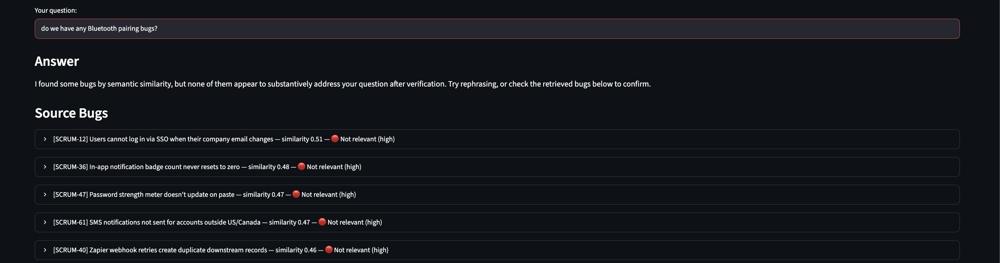 Your question:
do we have any Bluetooth pairing bugs?
Answer
I found some bugs by semantic similarity, but none of them appear to substantively address your question after verification. Try rephrasing, or check the retrieved bugs below to confirm.
Source Bugs
[SCRUM-12] Users cannot log in via SSO when their company email changes — similarity 0.51 — 🔴 Not relevant (high)
[SCRUM-36] In-app notification badge count never resets to zero — similarity 0.48 — 🔴 Not relevant (high)
[SCRUM-47] Password strength meter doesn't update on paste — similarity 0.47 — 🔴 Not relevant (high)
[SCRUM-61] SMS notifications not sent for accounts outside US/Canada — similarity 0.47 — 🔴 Not relevant (high)
[SCRUM-40] Zapier webhook retries create duplicate downstream records — similarity 0.46 — 🔴 Not relevant (high)